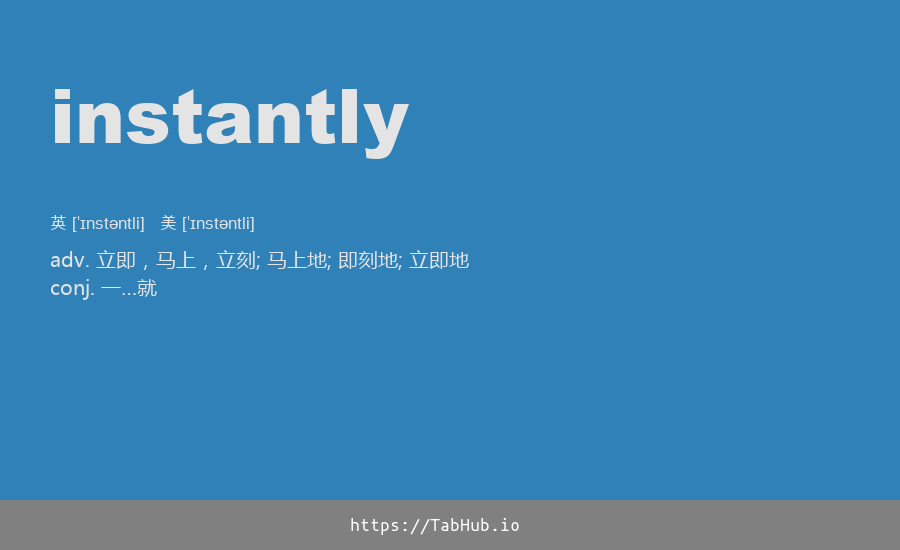 instantly
英 [ˈɪnstəntli] 美 [ˈɪnstəntli]
adv. 立即，马上，立刻; 马上地; 即刻地; 立即地
conj. 一…就
https://TabHub.io